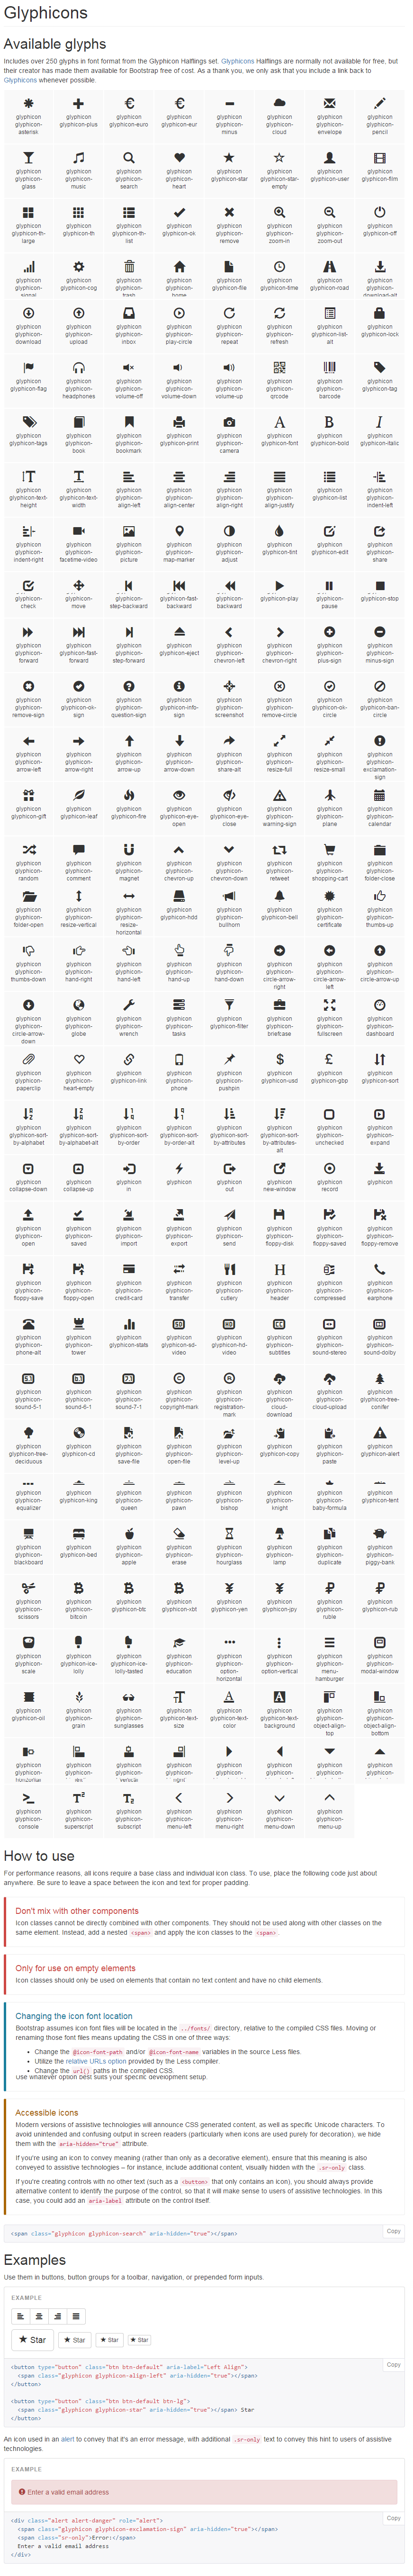 Glyphicons
Available glyphs
Includes over 250 glyphs in font format from the Glyphicon Halflings set. Glyphicons Halflings are normally not available for free, but
their creator has made them available for Bootstrap free of cost. As a thank you, we only ask that you include a link back to
Glyphicons whenever possible.
glyphicon glyphicon-asterisk
glyphicon glyphicon-plus
glyphicon glyphicon-euro
glyphicon glyphicon-eur
glyphicon glyphicon-minus
glyphicon glyphicon-cloud
glyphicon glyphicon-envelope
glyphicon glyphicon-pencil
glyphicon glyphicon-glass
glyphicon glyphicon-music
glyphicon glyphicon-search
glyphicon glyphicon-heart
glyphicon glyphicon-star
glyphicon glyphicon-star-empty
glyphicon glyphicon-user
glyphicon glyphicon-film
glyphicon glyphicon-th-large
glyphicon glyphicon-th
glyphicon glyphicon-th-list
glyphicon glyphicon-ok
glyphicon glyphicon-remove
glyphicon glyphicon-zoom-in
glyphicon glyphicon-zoom-out
glyphicon glyphicon-off
glyphicon glyphicon-signal
glyphicon glyphicon-cog
glyphicon glyphicon-trash
glyphicon glyphicon-home
glyphicon glyphicon-file
glyphicon glyphicon-time
glyphicon glyphicon-road
glyphicon glyphicon-download-alt
glyphicon glyphicon-download
glyphicon glyphicon-upload
glyphicon glyphicon-inbox
glyphicon glyphicon-play-circle
glyphicon glyphicon-repeat
glyphicon glyphicon-refresh
glyphicon glyphicon-list-alt
glyphicon glyphicon-lock
glyphicon glyphicon-flag
glyphicon glyphicon-headphones
glyphicon glyphicon-volume-off
glyphicon glyphicon-volume-down
glyphicon glyphicon-volume-up
glyphicon glyphicon-qrcode
glyphicon glyphicon-barcode
glyphicon glyphicon-tag
glyphicon glyphicon-tags
glyphicon glyphicon-book
glyphicon glyphicon-bookmark
glyphicon glyphicon-print
glyphicon glyphicon-camera
glyphicon glyphicon-font
glyphicon glyphicon-bold
glyphicon glyphicon-italic
glyphicon glyphicon-text-height
glyphicon glyphicon-text-width
glyphicon glyphicon-align-left
glyphicon glyphicon-align-center
glyphicon glyphicon-align-right
glyphicon glyphicon-align-justify
glyphicon glyphicon-list
glyphicon glyphicon-indent-left
glyphicon glyphicon-indent-right
glyphicon glyphicon-facetime-video
glyphicon glyphicon-picture
glyphicon glyphicon-map-marker
glyphicon glyphicon-adjust
glyphicon glyphicon-tint
glyphicon glyphicon-edit
glyphicon glyphicon-share
glyphicon-check
glyphicon-move
glyphicon-step-backward
glyphicon-fast-backward
glyphicon-backward
glyphicon-play
glyphicon-pause
glyphicon-stop
glyphicon glyphicon-forward
glyphicon glyphicon-fast-forward
glyphicon glyphicon-step-forward
glyphicon glyphicon-eject
glyphicon glyphicon-chevron-left
glyphicon glyphicon-chevron-right
glyphicon glyphicon-plus-sign
glyphicon glyphicon-minus-sign
glyphicon glyphicon-remove-sign
glyphicon glyphicon-ok-sign
glyphicon glyphicon-question-sign
glyphicon glyphicon-info-sign
glyphicon glyphicon-screenshot
glyphicon glyphicon-remove-circle
glyphicon glyphicon-ok-circle
glyphicon glyphicon-ban-circle
glyphicon glyphicon-arrow-left
glyphicon glyphicon-arrow-right
glyphicon glyphicon-arrow-up
glyphicon glyphicon-arrow-down
glyphicon glyphicon-share-alt
glyphicon glyphicon-resize-full
glyphicon glyphicon-resize-small
glyphicon glyphicon-exclamation-sign
glyphicon glyphicon-gift
glyphicon glyphicon-leaf
glyphicon glyphicon-fire
glyphicon glyphicon-eye-open
glyphicon glyphicon-eye-close
glyphicon glyphicon-warning-sign
glyphicon glyphicon-plane
glyphicon glyphicon-calendar
glyphicon glyphicon-random
glyphicon glyphicon-comment
glyphicon glyphicon-magnet
glyphicon glyphicon-chevron-up
glyphicon glyphicon-chevron-down
glyphicon glyphicon-retweet
glyphicon glyphicon-shopping-cart
glyphicon glyphicon-folder-close
glyphicon glyphicon-folder-open
glyphicon glyphicon-resize-vertical
glyphicon glyphicon-resize-horizontal
glyphicon glyphicon-hdd
glyphicon glyphicon-bullhorn
glyphicon glyphicon-bell
glyphicon glyphicon-certificate
glyphicon glyphicon-thumbs-up
glyphicon glyphicon-thumbs-down
glyphicon glyphicon-hand-right
glyphicon glyphicon-hand-left
glyphicon glyphicon-hand-up
glyphicon glyphicon-hand-down
glyphicon glyphicon-circle-arrow-right
glyphicon glyphicon-circle-arrow-left
glyphicon glyphicon-circle-arrow-up
glyphicon glyphicon-circle-arrow-down
glyphicon glyphicon-globe
glyphicon glyphicon-wrench
glyphicon glyphicon-tasks
glyphicon glyphicon-filter
glyphicon glyphicon-briefcase
glyphicon glyphicon-fullscreen
glyphicon glyphicon-dashboard
glyphicon glyphicon-paperclip
glyphicon glyphicon-heart-empty
glyphicon glyphicon-link
glyphicon glyphicon-phone
glyphicon glyphicon-pushpin
glyphicon glyphicon-usd
glyphicon glyphicon-gbp
glyphicon glyphicon-sort
glyphicon glyphicon-sort-by-alphabet
glyphicon glyphicon-sort-by-alphabet-alt
glyphicon glyphicon-sort-by-order
glyphicon glyphicon-sort-by-order-alt
glyphicon glyphicon-sort-by-attributes
glyphicon glyphicon-sort-by-attributes-alt
glyphicon glyphicon-unchecked
glyphicon glyphicon-expand
glyphicon collapse-down
glyphicon collapse-up
glyphicon in
glyphicon
glyphicon out
glyphicon new-window
glyphicon record
glyphicon
glyphicon glyphicon-open
glyphicon glyphicon-saved
glyphicon glyphicon-import
glyphicon glyphicon-export
glyphicon glyphicon-send
glyphicon glyphicon-floppy-disk
glyphicon glyphicon-floppy-saved
glyphicon glyphicon-floppy-remove
glyphicon glyphicon-floppy-save
glyphicon glyphicon-floppy-open
glyphicon glyphicon-credit-card
glyphicon glyphicon-transfer
glyphicon glyphicon-cutlery
glyphicon glyphicon-header
glyphicon glyphicon-compressed
glyphicon glyphicon-earphone
glyphicon glyphicon-phone-alt
glyphicon glyphicon-tower
glyphicon glyphicon-stats
glyphicon glyphicon-sd-video
glyphicon glyphicon-hd-video
glyphicon glyphicon-subtitles
glyphicon glyphicon-sound-stereo
glyphicon glyphicon-sound-dolby
glyphicon glyphicon-sound-5-1
glyphicon glyphicon-sound-6-1
glyphicon glyphicon-sound-7-1
glyphicon glyphicon-copyright-mark
glyphicon glyphicon-registration-mark
glyphicon glyphicon-cloud-download
glyphicon glyphicon-cloud-upload
glyphicon glyphicon-tree-conifer
glyphicon glyphicon-tree-deciduous
glyphicon glyphicon-cd
glyphicon glyphicon-save-file
glyphicon glyphicon-open-file
glyphicon glyphicon-level-up
glyphicon glyphicon-copy
glyphicon glyphicon-paste
glyphicon glyphicon-alert
glyphicon glyphicon-equalizer
glyphicon glyphicon-king
glyphicon glyphicon-queen
glyphicon glyphicon-pawn
glyphicon glyphicon-bishop
glyphicon glyphicon-knight
glyphicon glyphicon-baby-formula
glyphicon glyphicon-tent
glyphicon glyphicon-blackboard
glyphicon glyphicon-bed
glyphicon glyphicon-apple
glyphicon glyphicon-erase
glyphicon glyphicon-hourglass
glyphicon glyphicon-lamp
glyphicon glyphicon-duplicate
glyphicon glyphicon-piggy-bank
glyphicon glyphicon-scissors
glyphicon glyphicon-bitcoin
glyphicon glyphicon-btc
glyphicon glyphicon-xbt
glyphicon glyphicon-yen
glyphicon glyphicon-jpy
glyphicon glyphicon-ruble
glyphicon glyphicon-rub
glyphicon glyphicon-scale
glyphicon glyphicon-ice-lolly
glyphicon glyphicon-ice-lolly-tasted
glyphicon glyphicon-education
glyphicon glyphicon-option-horizontal
glyphicon glyphicon-option-vertical
glyphicon glyphicon-menu-hamburger
glyphicon glyphicon-modal-window
glyphicon glyphicon-oil
glyphicon glyphicon-grain
glyphicon glyphicon-sunglasses
glyphicon glyphicon-text-size
glyphicon glyphicon-text-color
glyphicon glyphicon-text-background
glyphicon glyphicon-object-align-top
glyphicon glyphicon-object-align-bottom
glyphicon glyphicon-
glyphicon glyphicon-
glyphicon glyphicon-
glyphicon glyphicon-
glyphicon glyphicon-
glyphicon glyphicon-
glyphicon glyphicon-
glyphicon glyphicon-
glyphicon glyphicon-console
glyphicon glyphicon-superscript
glyphicon glyphicon-subscript
glyphicon glyphicon-menu-left
glyphicon glyphicon-menu-right
glyphicon glyphicon-menu-down
glyphicon glyphicon-menu-up
How to use
For performance reasons, all icons require a base class and individual icon class. To use, place the following code just about
anywhere. Be sure to leave a space between the icon and text for proper padding.
Don't mix with other components
Icon classes cannot be directly combined with other components. They should not be used along with other classes on the
same element. Instead, add a nested <span> and apply the icon classes to the <span>.
Only for use on empty elements
Icon classes should only be used on elements that contain no text content and have no child elements.
Changing the icon font location
Bootstrap assumes icon font files will be located in the ../fonts/ directory, relative to the compiled CSS files. Moving or
renaming those font files means updating the CSS in one of three ways:
• Change the @icon-font-path and/or @icon-font-name variables in the source Less files.
• Utilize the relative URLs option provided by the Less compiler.
• Change the url() paths in the compiled CSS.
Use whatever option best suits your specific development setup.
Accessible icons
Modern versions of assistive technologies will announce CSS generated content, as well as specific Unicode characters. To
avoid unintended and confusing output in screen readers (particularly when icons are used purely for decoration), we hide
them with the aria-hidden="true" attribute.
If you're using an icon to convey meaning (rather than only as a decorative element), ensure that this meaning is also
conveyed to assistive technologies – for instance, include additional content, visually hidden with the .sr-only class.
If you're creating controls with no other text (such as a <button> that only contains an icon), you should always provide
alternative content to identify the purpose of the control, so that it will make sense to users of assistive technologies. In this
case, you could add an aria-label attribute on the control itself.
Copy
<span class="glyphicon glyphicon-search" aria-hidden="true"></span>
Examples
Use them in buttons, button groups for a toolbar, navigation, or prepended form inputs.
EXAMPLE
Star Star Star Star
Copy
<button type="button" class="btn btn-default" aria-label="Left Align">
<span class="glyphicon glyphicon-align-left" aria-hidden="true"></span>
</button>
<button type="button" class="btn btn-default btn-lg">
<span class="glyphicon glyphicon-star" aria-hidden="true"></span> Star
</button>
An icon used in an alert to convey that it's an error message, with additional .sr-only text to convey this hint to users of assistive
technologies.
EXAMPLE
Enter a valid email address
Copy
<div class="alert alert-danger" role="alert">
<span class="glyphicon glyphicon-exclamation-sign" aria-hidden="true"></span>
<span class="sr-only">Error:</span>
Enter a valid email address
</div>